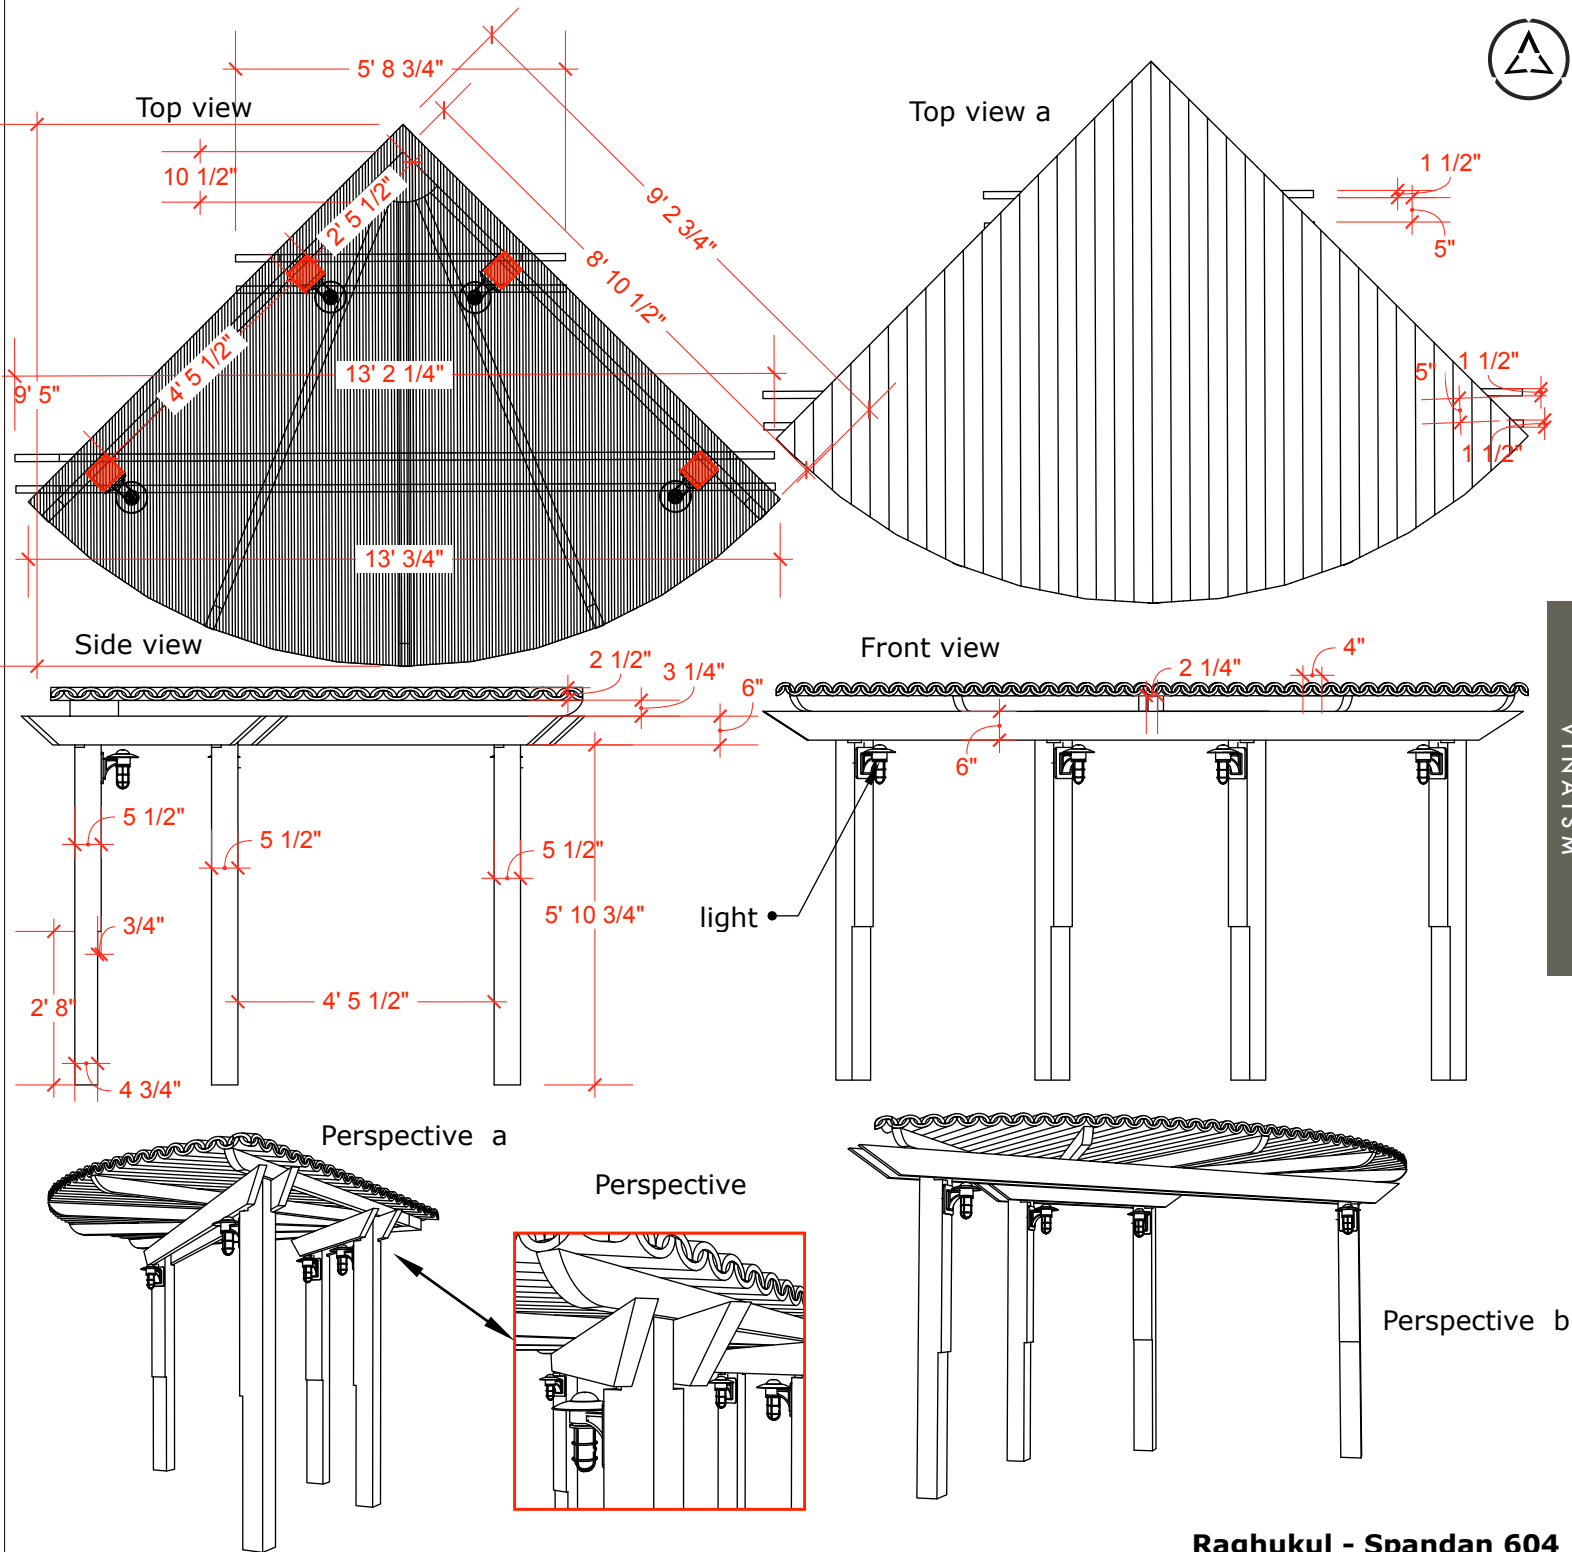 5' 8 3/4"
Top view
10 1/2"
2' 5 1/2"
9' 2 3/4"
8' 10 1/2"
4' 5 1/2"
13' 2 1/4"
9' 5"
13' 3/4"
Top view a
1 1/2"
5"
1 1/2"
5"
1 1/2"
Side view
2 1/2"
3 1/4"
6"
5 1/2"
5 1/2"
5 1/2"
5' 10 3/4"
3/4"
2' 8"
4' 5 1/2"
4 3/4"
Front view
2 1/4"
4"
6"
light
VINAISM
Perspective a
Perspective
Perspective b
Raghukul - Spandan 604